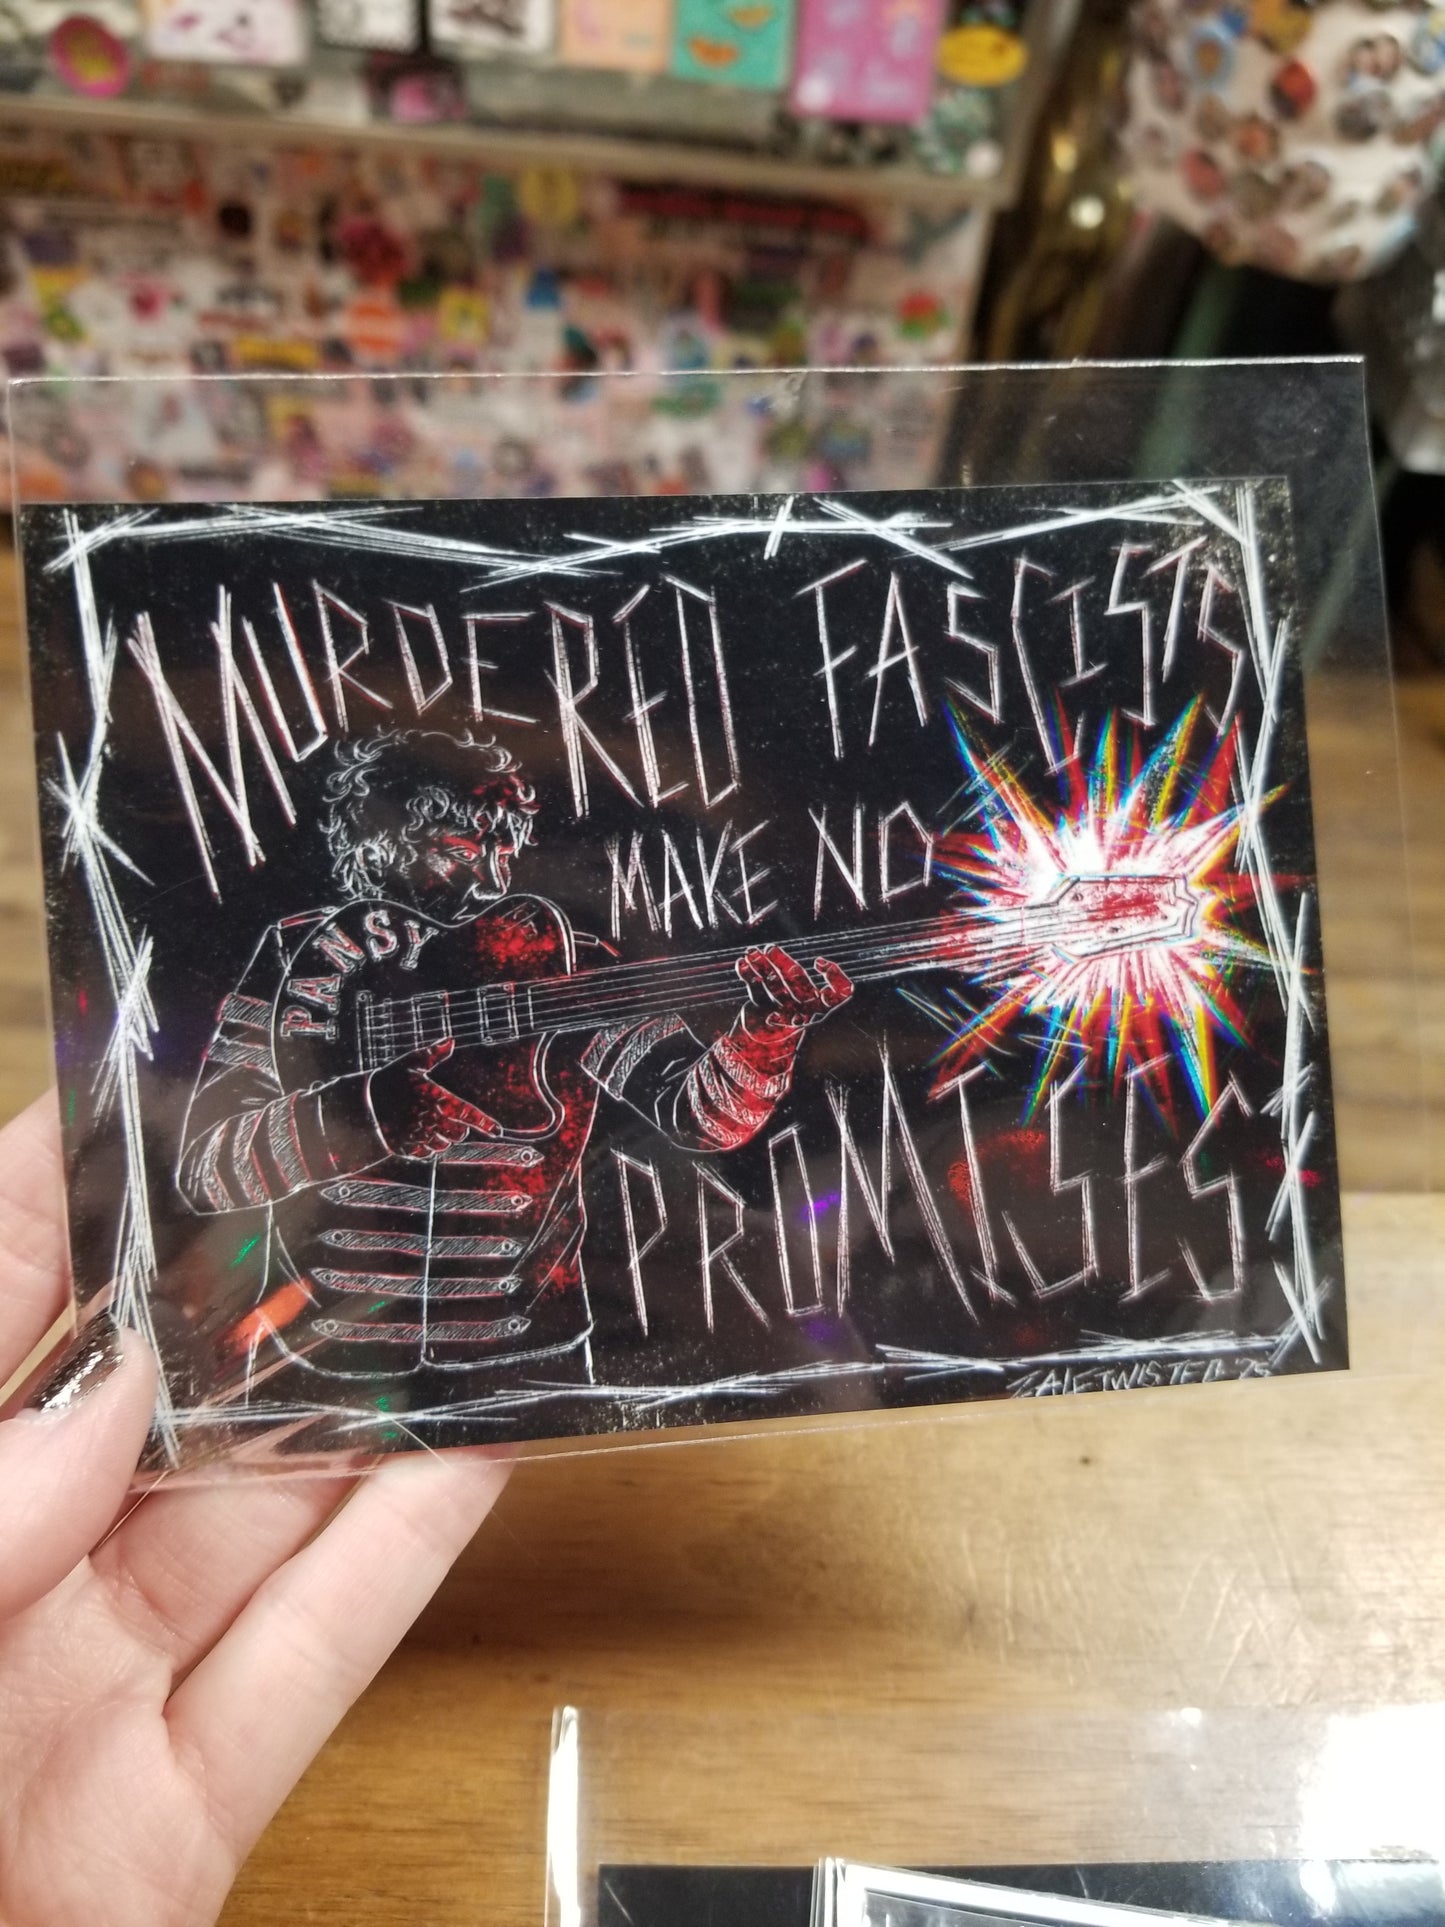 MURDERED FASCISTS
MAKE NO
PANSY
PROMISES